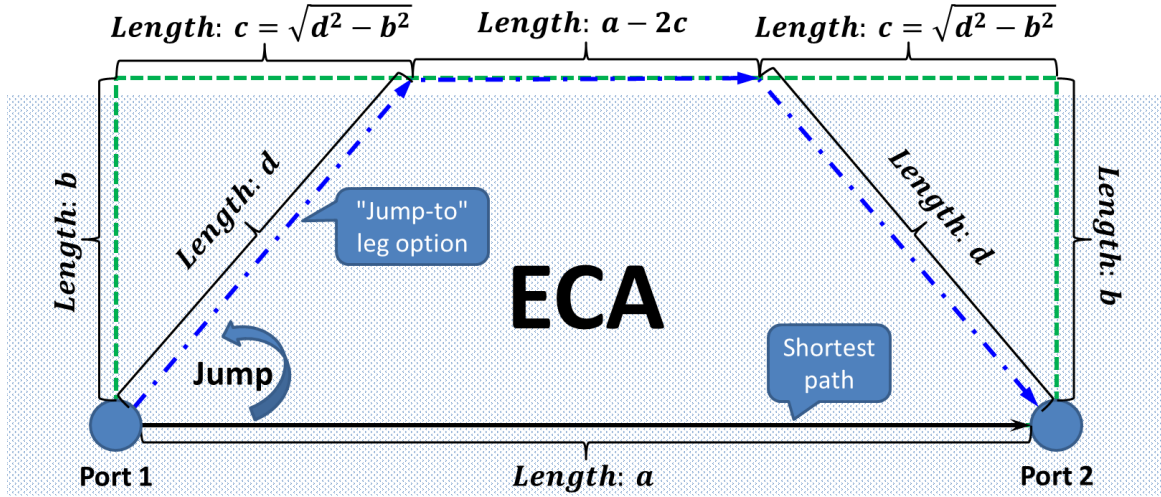 Length: c = √(d² − b²)
Length: a − 2c
Length: c = √(d² − b²)
Length: b
Length: d
"Jump-to"
leg option
ECA
Length: d
Length: b
Jump
Shortest
path
Port 1
Length: a
Port 2